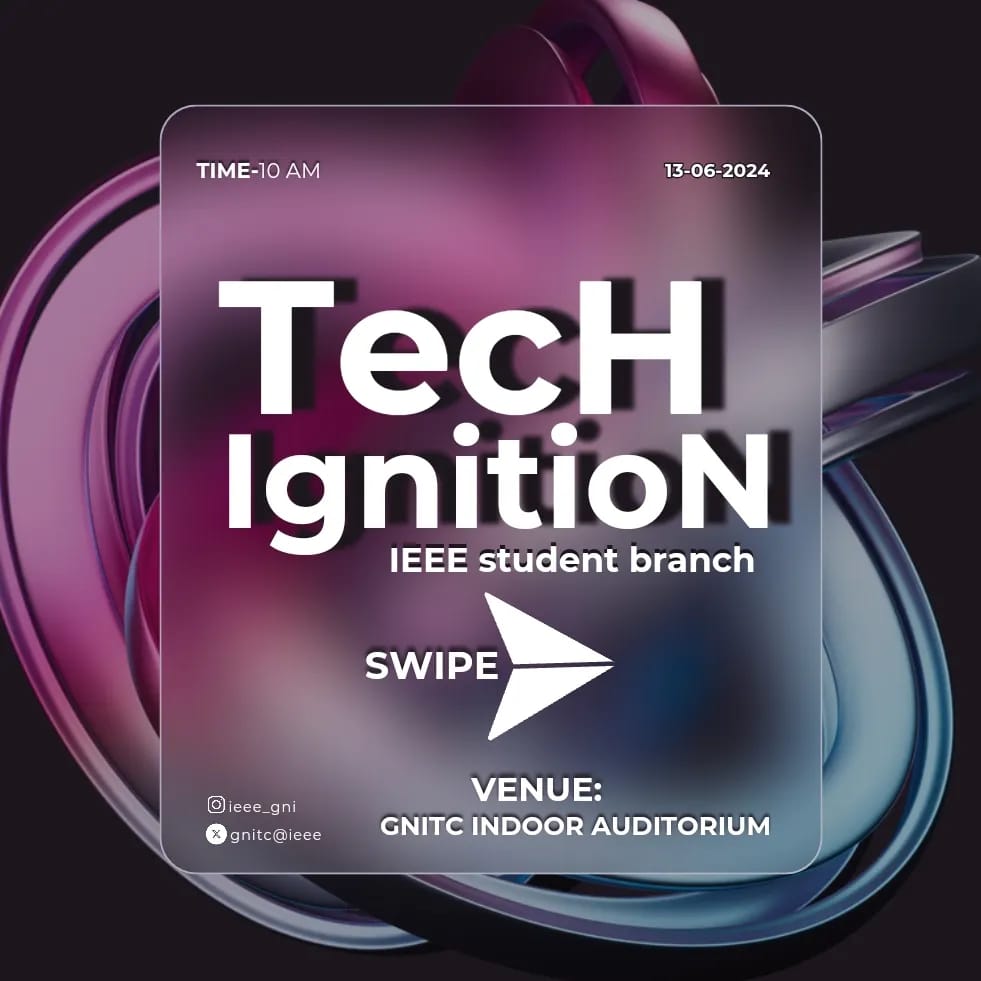 TIME-10 AM
13-06-2024
TecH
IgnitioN
IEEE student branch
SWIPE
VENUE:
GNITC INDOOR AUDITORIUM
ieee_gni
gnitc@ieee